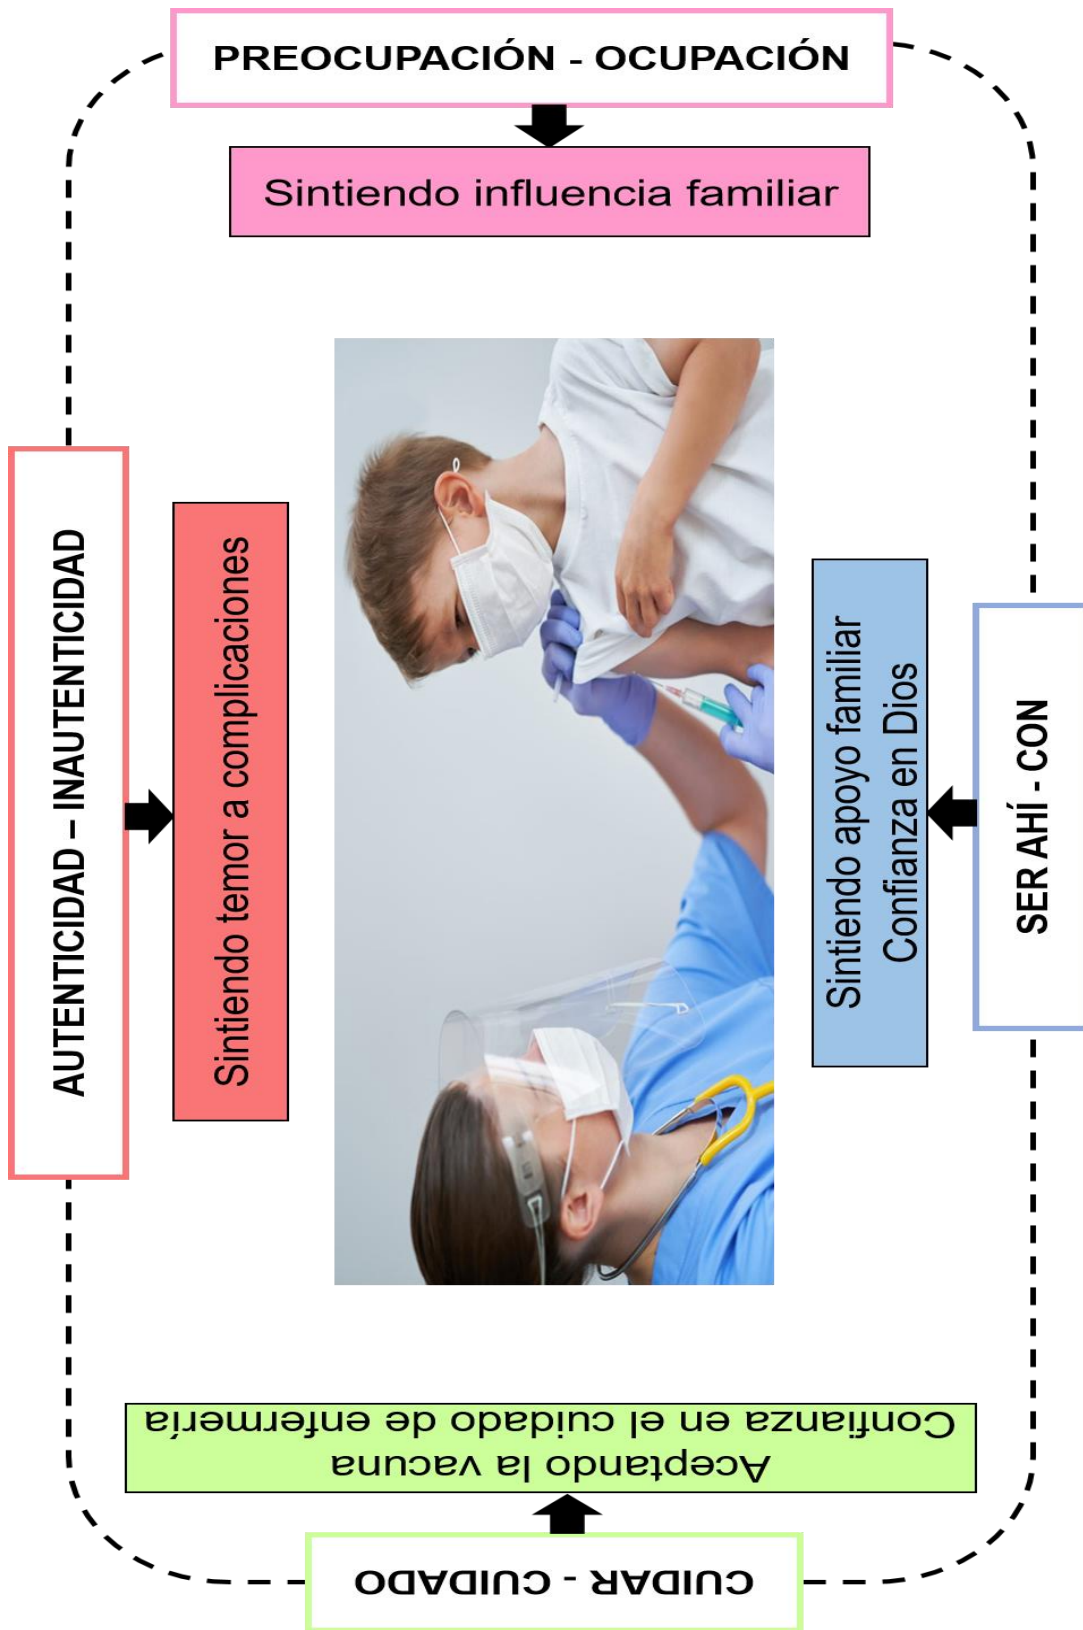 PREOCUPACIÓN - OCUPACIÓN
Sintiendo influencia familiar
AUTENTICIDAD – INAUTENTICIDAD
Sintiendo temor a complicaciones
Sintiendo apoyo familiar
Confianza en Dios
SER AHÍ - CON
Aceptando la vacuna
Confianza en el cuidado de enfermería
CUIDAR - CUIDADO